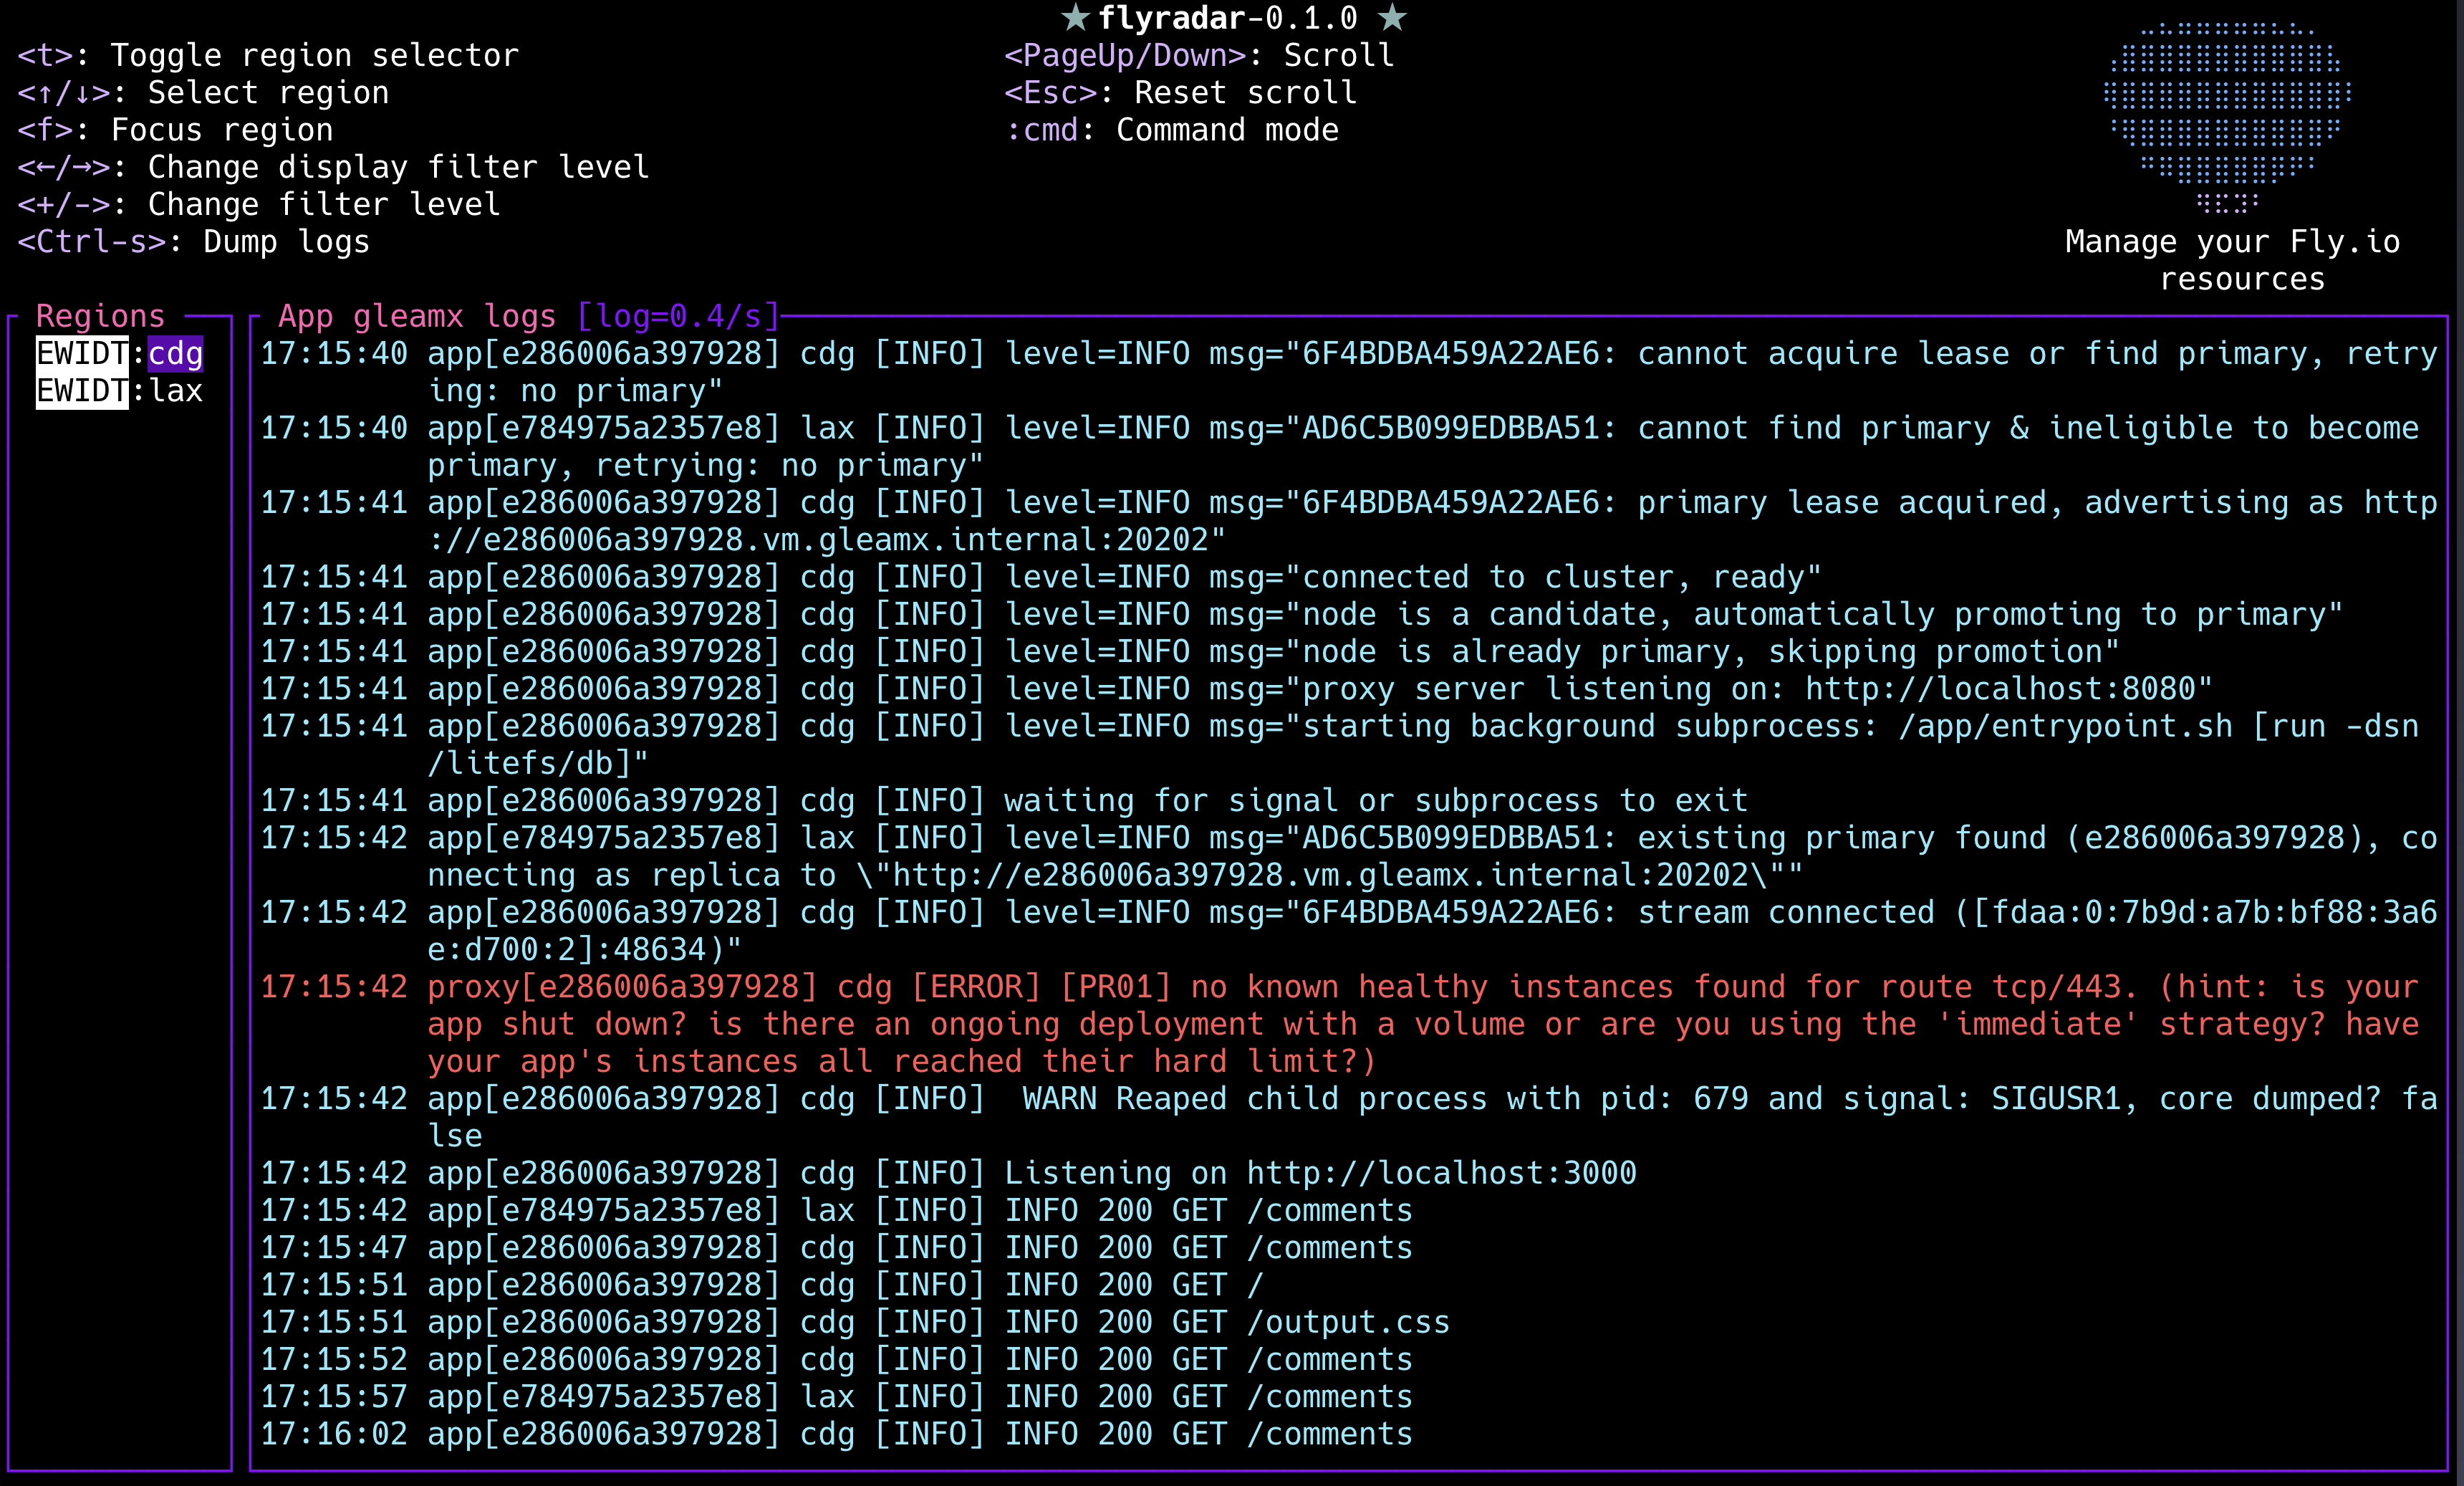 ★ flyradar-0.1.0 ★
<t>: Toggle region selector
<↑/↓>: Select region
<f>: Focus region
<←/→>: Change display filter level
<+/->: Change filter level
<Ctrl-s>: Dump logs
<PageUp/Down>: Scroll
<Esc>: Reset scroll
:cmd: Command mode
Manage your Fly.io
resources
Regions
EWIDT:cdg
EWIDT:lax
App gleamx logs [log=0.4/s]
17:15:40 app[e286006a397928] cdg [INFO] level=INFO msg="6F4BDBA459A22AE6: cannot acquire lease or find primary, retry
ing: no primary"
17:15:40 app[e784975a2357e8] lax [INFO] level=INFO msg="AD6C5B099EDBBA51: cannot find primary & ineligible to become
primary, retrying: no primary"
17:15:41 app[e286006a397928] cdg [INFO] level=INFO msg="6F4BDBA459A22AE6: primary lease acquired, advertising as http
://e286006a397928.vm.gleamx.internal:20202"
17:15:41 app[e286006a397928] cdg [INFO] level=INFO msg="connected to cluster, ready"
17:15:41 app[e286006a397928] cdg [INFO] level=INFO msg="node is a candidate, automatically promoting to primary"
17:15:41 app[e286006a397928] cdg [INFO] level=INFO msg="node is already primary, skipping promotion"
17:15:41 app[e286006a397928] cdg [INFO] level=INFO msg="proxy server listening on: http://localhost:8080"
17:15:41 app[e286006a397928] cdg [INFO] level=INFO msg="starting background subprocess: /app/entrypoint.sh [run -dsn
/litefs/db]"
17:15:41 app[e286006a397928] cdg [INFO] waiting for signal or subprocess to exit
17:15:42 app[e784975a2357e8] lax [INFO] level=INFO msg="AD6C5B099EDBBA51: existing primary found (e286006a397928), co
nnecting as replica to \"http://e286006a397928.vm.gleamx.internal:20202\""
17:15:42 app[e286006a397928] cdg [INFO] level=INFO msg="6F4BDBA459A22AE6: stream connected ([fdaa:0:7b9d:a7b:bf88:3a6
e:d700:2]:48634)"
17:15:42 proxy[e286006a397928] cdg [ERROR] [PR01] no known healthy instances found for route tcp/443. (hint: is your
app shut down? is there an ongoing deployment with a volume or are you using the 'immediate' strategy? have
your app's instances all reached their hard limit?)
17:15:42 app[e286006a397928] cdg [INFO]  WARN Reaped child process with pid: 679 and signal: SIGUSR1, core dumped? fa
lse
17:15:42 app[e286006a397928] cdg [INFO] Listening on http://localhost:3000
17:15:42 app[e784975a2357e8] lax [INFO] INFO 200 GET /comments
17:15:47 app[e286006a397928] cdg [INFO] INFO 200 GET /comments
17:15:51 app[e286006a397928] cdg [INFO] INFO 200 GET /
17:15:51 app[e286006a397928] cdg [INFO] INFO 200 GET /output.css
17:15:52 app[e286006a397928] cdg [INFO] INFO 200 GET /comments
17:15:57 app[e784975a2357e8] lax [INFO] INFO 200 GET /comments
17:16:02 app[e286006a397928] cdg [INFO] INFO 200 GET /comments